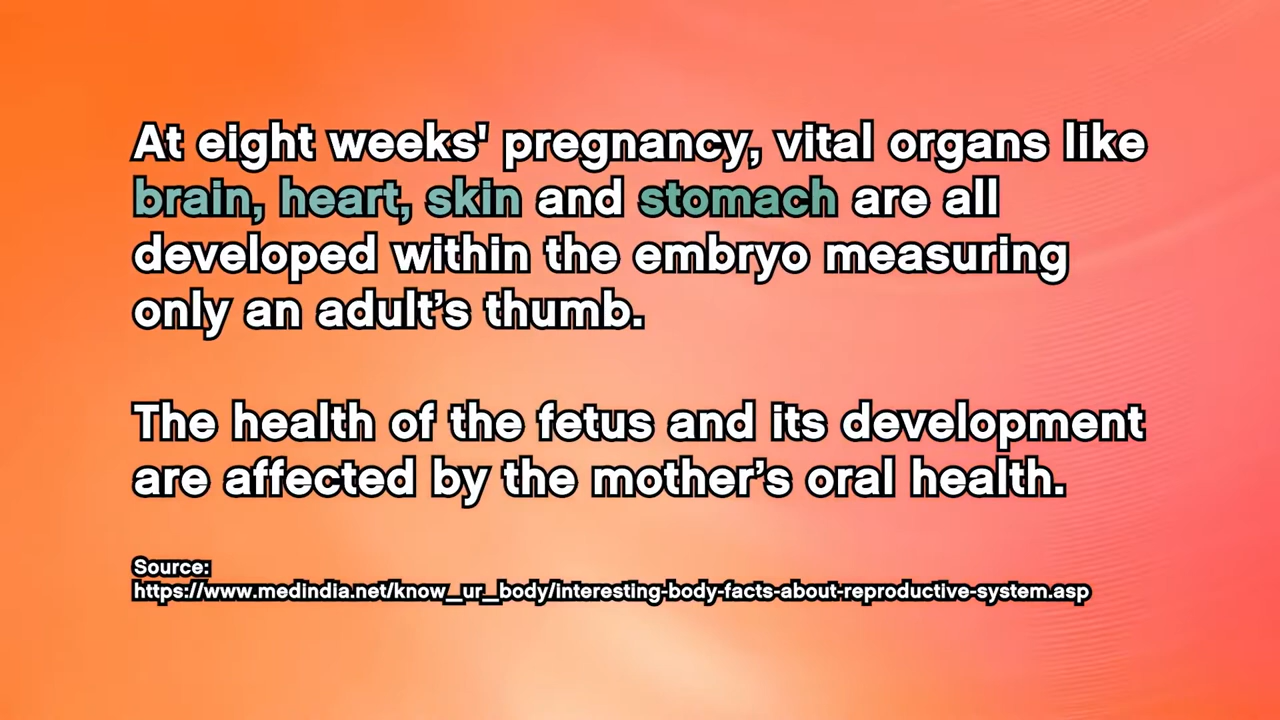 At eight weeks' pregnancy, vital organs like
brain, heart, skin and stomach are all
developed within the embryo measuring
only an adult’s thumb.
The health of the fetus and its development
are affected by the mother’s oral health.
Source:
https://www.medindia.net/know_ur_body/interesting-body-facts-about-reproductive-system.asp